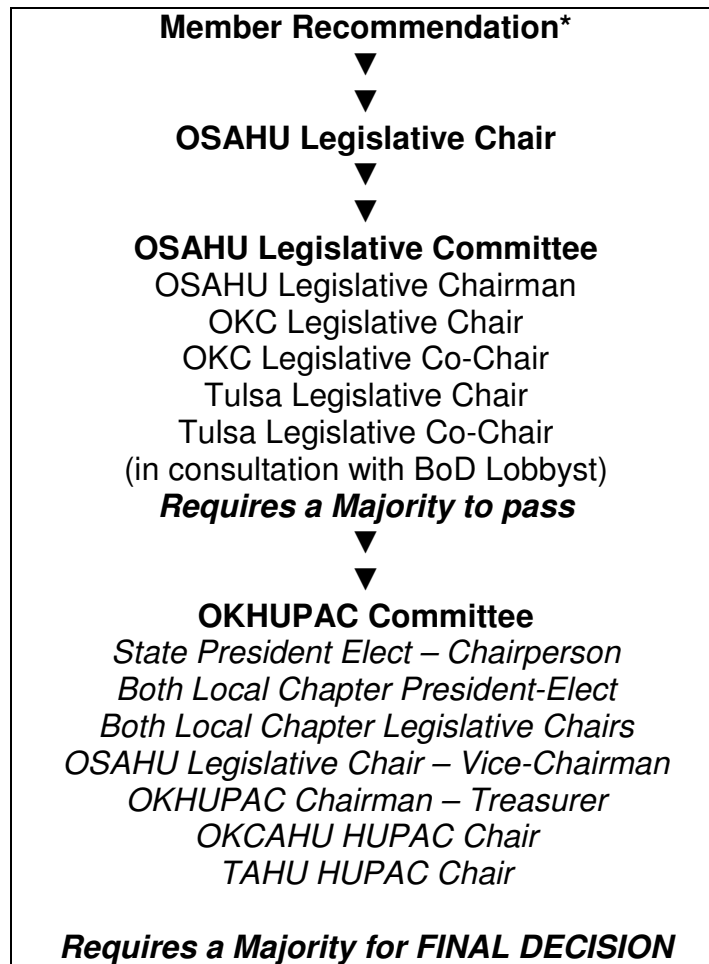 Member Recommendation*
▼
▼
OSAHU Legislative Chair
▼
▼
OSAHU Legislative Committee
OSAHU Legislative Chairman
OKC Legislative Chair
OKC Legislative Co-Chair
Tulsa Legislative Chair
Tulsa Legislative Co-Chair
(in consultation with BoD Lobbyst)
Requires a Majority to pass
▼
▼
OKHUPAC Committee
State President Elect – Chairperson
Both Local Chapter President-Elect
Both Local Chapter Legislative Chairs
OSAHU Legislative Chair – Vice-Chairman
OKHUPAC Chairman – Treasurer
OKCAHU HUPAC Chair
TAHU HUPAC Chair
Requires a Majority for FINAL DECISION